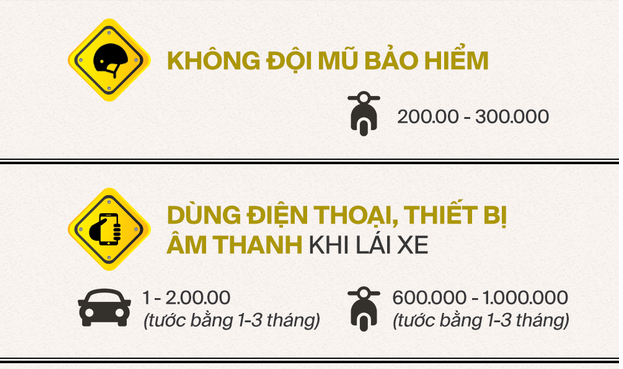 KHÔNG ĐỘI MŨ BẢO HIỂM
200.00 - 300.000
DÙNG ĐIỆN THOẠI, THIẾT BỊ
ÂM THANH KHI LÁI XE
1 - 2.00.00
(tước bằng 1-3 tháng)
600.000 - 1.000.000
(tước bằng 1-3 tháng)